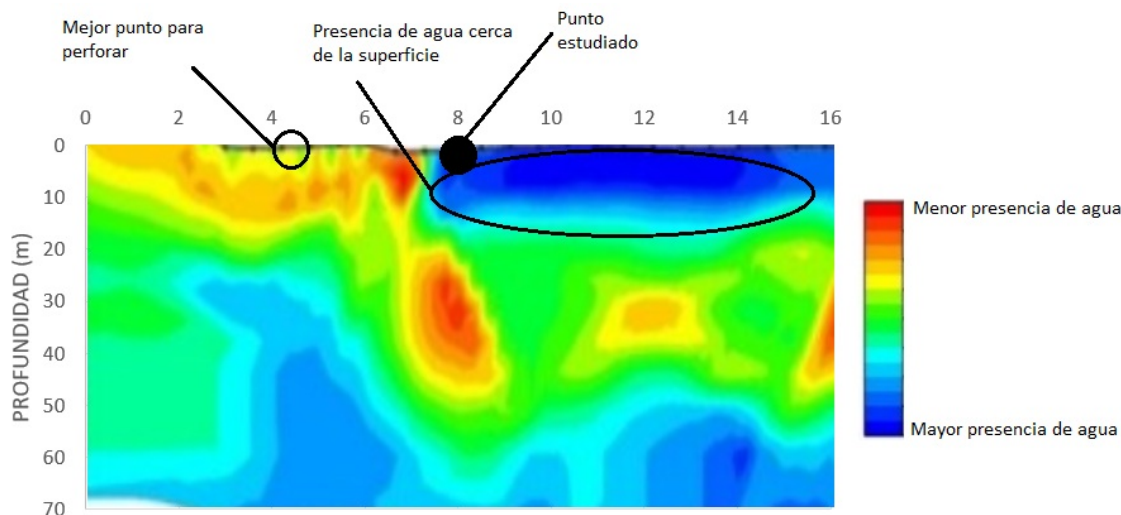 Mejor punto para
perforar
Presencia de agua cerca
de la superficie
Punto
estudiado
0 2 4 6 8 10 12 14 16
0
10
20
30
40
50
60
70
PROFUNDIDAD (m)
Menor presencia de agua
Mayor presencia de agua